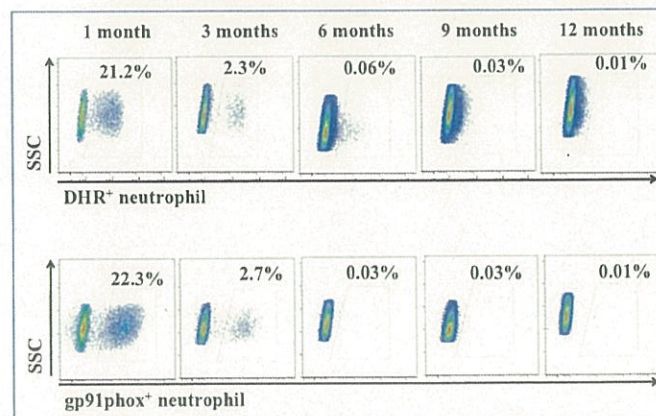 1 month 3 months 6 months 9 months 12 months
21.2% 2.3% 0.06% 0.03% 0.01%
SSC
DHR⁺ neutrophil
22.3% 2.7% 0.03% 0.03% 0.01%
SSC
gp91phox⁺ neutrophil